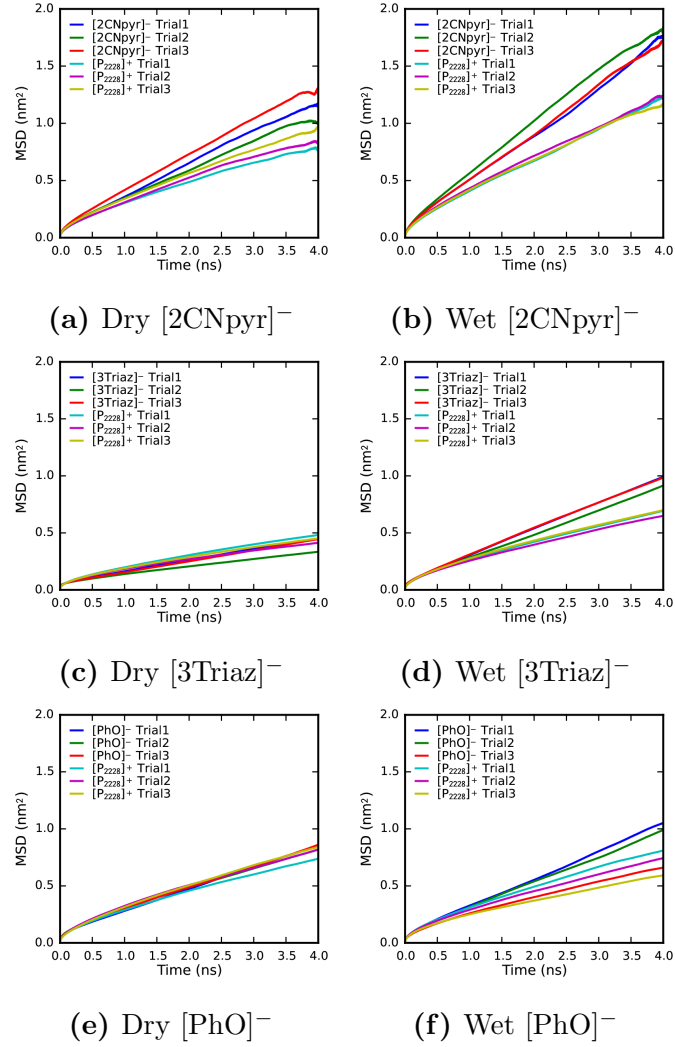 [2CNpyr]⁻ Trial1
[2CNpyr]⁻ Trial2
[2CNpyr]⁻ Trial3
[P₂₂₂₈]⁺ Trial1
[P₂₂₂₈]⁺ Trial2
[P₂₂₂₈]⁺ Trial3
MSD (nm²)
2.0
1.5
1.0
0.5
0.0
0.0 0.5 1.0 1.5 2.0 2.5 3.0 3.5 4.0
Time (ns)
(a) Dry [2CNpyr]⁻
[2CNpyr]⁻ Trial1
[2CNpyr]⁻ Trial2
[2CNpyr]⁻ Trial3
[P₂₂₂₈]⁺ Trial1
[P₂₂₂₈]⁺ Trial2
[P₂₂₂₈]⁺ Trial3
MSD (nm²)
2.0
1.5
1.0
0.5
0.0
0.0 0.5 1.0 1.5 2.0 2.5 3.0 3.5 4.0
Time (ns)
(b) Wet [2CNpyr]⁻
[3Triaz]⁻ Trial1
[3Triaz]⁻ Trial2
[3Triaz]⁻ Trial3
[P₂₂₂₈]⁺ Trial1
[P₂₂₂₈]⁺ Trial2
[P₂₂₂₈]⁺ Trial3
MSD (nm²)
2.0
1.5
1.0
0.5
0.0
0.0 0.5 1.0 1.5 2.0 2.5 3.0 3.5 4.0
Time (ns)
(c) Dry [3Triaz]⁻
[3Triaz]⁻ Trial1
[3Triaz]⁻ Trial2
[3Triaz]⁻ Trial3
[P₂₂₂₈]⁺ Trial1
[P₂₂₂₈]⁺ Trial2
[P₂₂₂₈]⁺ Trial3
MSD (nm²)
2.0
1.5
1.0
0.5
0.0
0.0 0.5 1.0 1.5 2.0 2.5 3.0 3.5 4.0
Time (ns)
(d) Wet [3Triaz]⁻
[PhO]⁻ Trial1
[PhO]⁻ Trial2
[PhO]⁻ Trial3
[P₂₂₂₈]⁺ Trial1
[P₂₂₂₈]⁺ Trial2
[P₂₂₂₈]⁺ Trial3
MSD (nm²)
2.0
1.5
1.0
0.5
0.0
0.0 0.5 1.0 1.5 2.0 2.5 3.0 3.5 4.0
Time (ns)
(e) Dry [PhO]⁻
[PhO]⁻ Trial1
[PhO]⁻ Trial2
[PhO]⁻ Trial3
[P₂₂₂₈]⁺ Trial1
[P₂₂₂₈]⁺ Trial2
[P₂₂₂₈]⁺ Trial3
MSD (nm²)
2.0
1.5
1.0
0.5
0.0
0.0 0.5 1.0 1.5 2.0 2.5 3.0 3.5 4.0
Time (ns)
(f) Wet [PhO]⁻